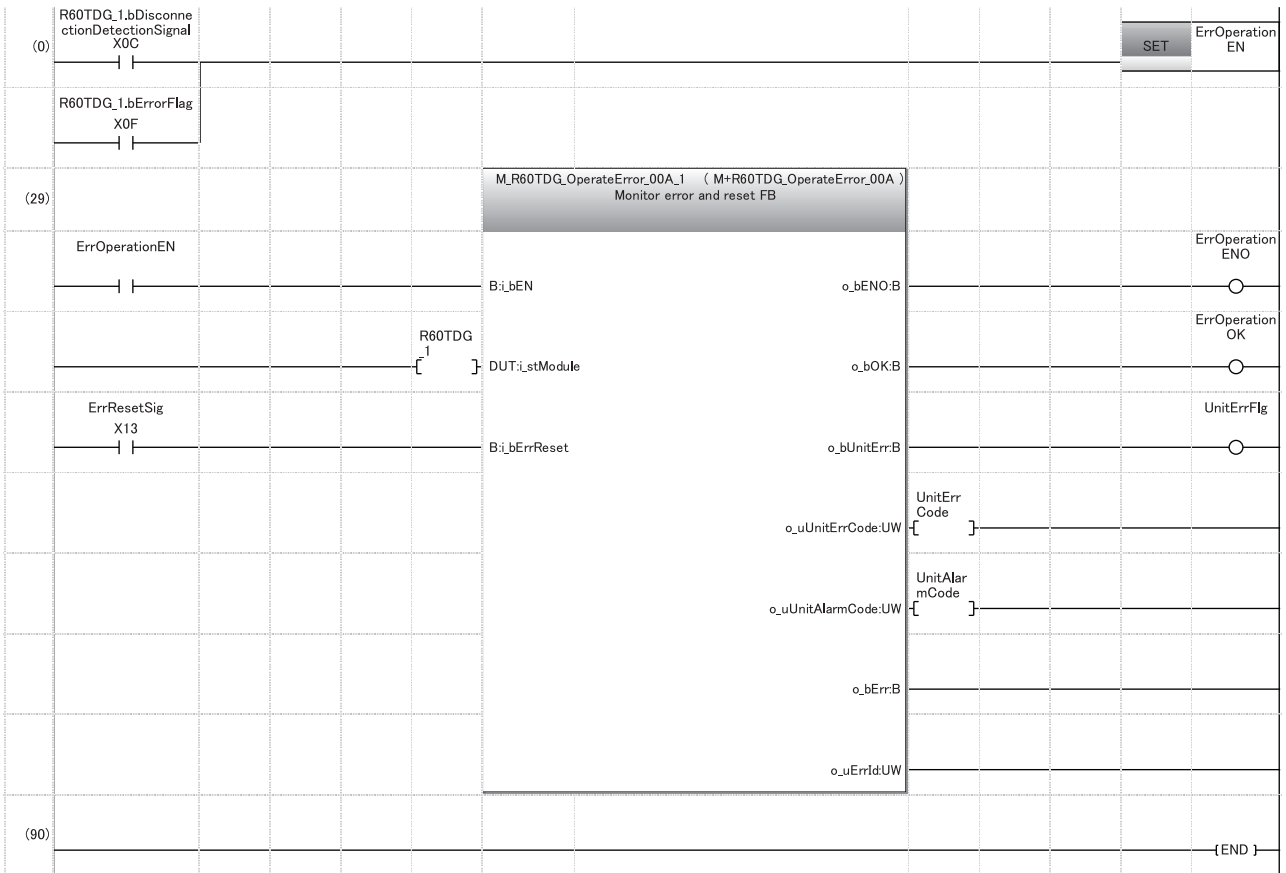 R60TDG_1.bDisconne
ctionDetectionSignal
X0C
(0)
SET
ErrOperation
EN
R60TDG_1.bErrorFlag
X0F
(29)
M_R60TDG_OperateError_00A_1 ( M+R60TDG_OperateError_00A )
Monitor error and reset FB
ErrOperationEN
B:i_bEN
o_bENO:B
ErrOperation
ENO
R60TDG
_1
DUT:i_stModule
o_bOK:B
ErrOperation
OK
ErrResetSig
X13
B:i_bErrReset
o_bUnitErr:B
UnitErrFlg
o_uUnitErrCode:UW
UnitErr
Code
o_uUnitAlarmCode:UW
UnitAlar
mCode
o_bErr:B
o_uErrId:UW
(90)
[END]